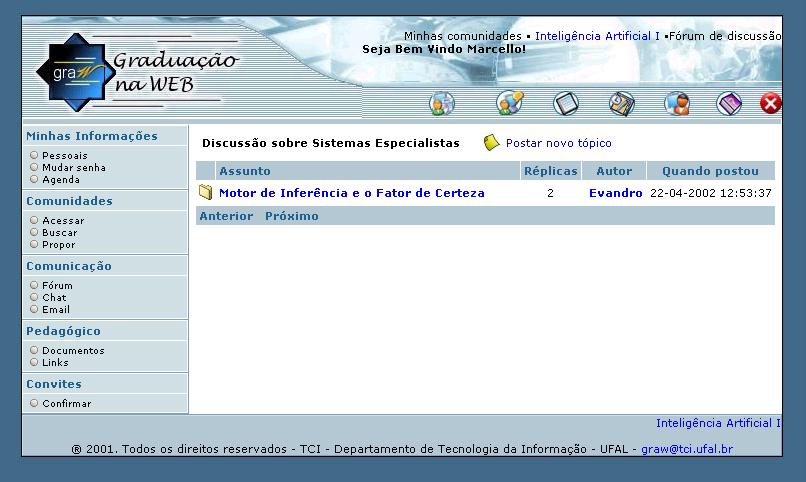 Minhas comunidades • Inteligência Artificial I •Fórum de discussão
Seja Bem Vindo Marcello!
graW
Graduação
na WEB
Minhas Informações
Pessoais
Mudar senha
Agenda
Comunidades
Acessar
Buscar
Propor
Comunicação
Fórum
Chat
Email
Pedagógico
Documentos
Links
Convites
Confirmar
Discussão sobre Sistemas Especialistas Postar novo tópico
Assunto Réplicas Autor Quando postou
Motor de Inferência e o Fator de Certeza 2 Evandro 22-04-2002 12:53:37
Anterior Próximo
Inteligência Artificial I
® 2001. Todos os direitos reservados - TCI - Departamento de Tecnologia da Informação - UFAL - graw@tci.ufal.br